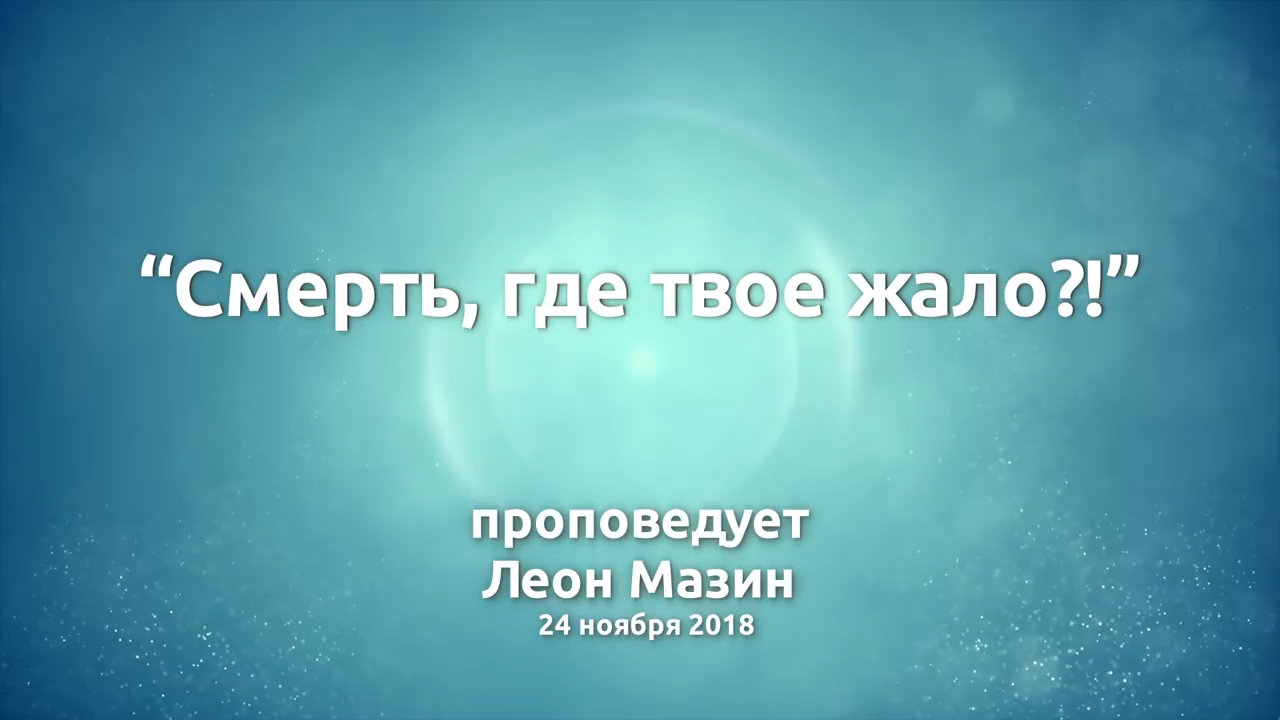 “Смерть, где твое жало?!”
проповедует
Леон Мазин
24 ноября 2018